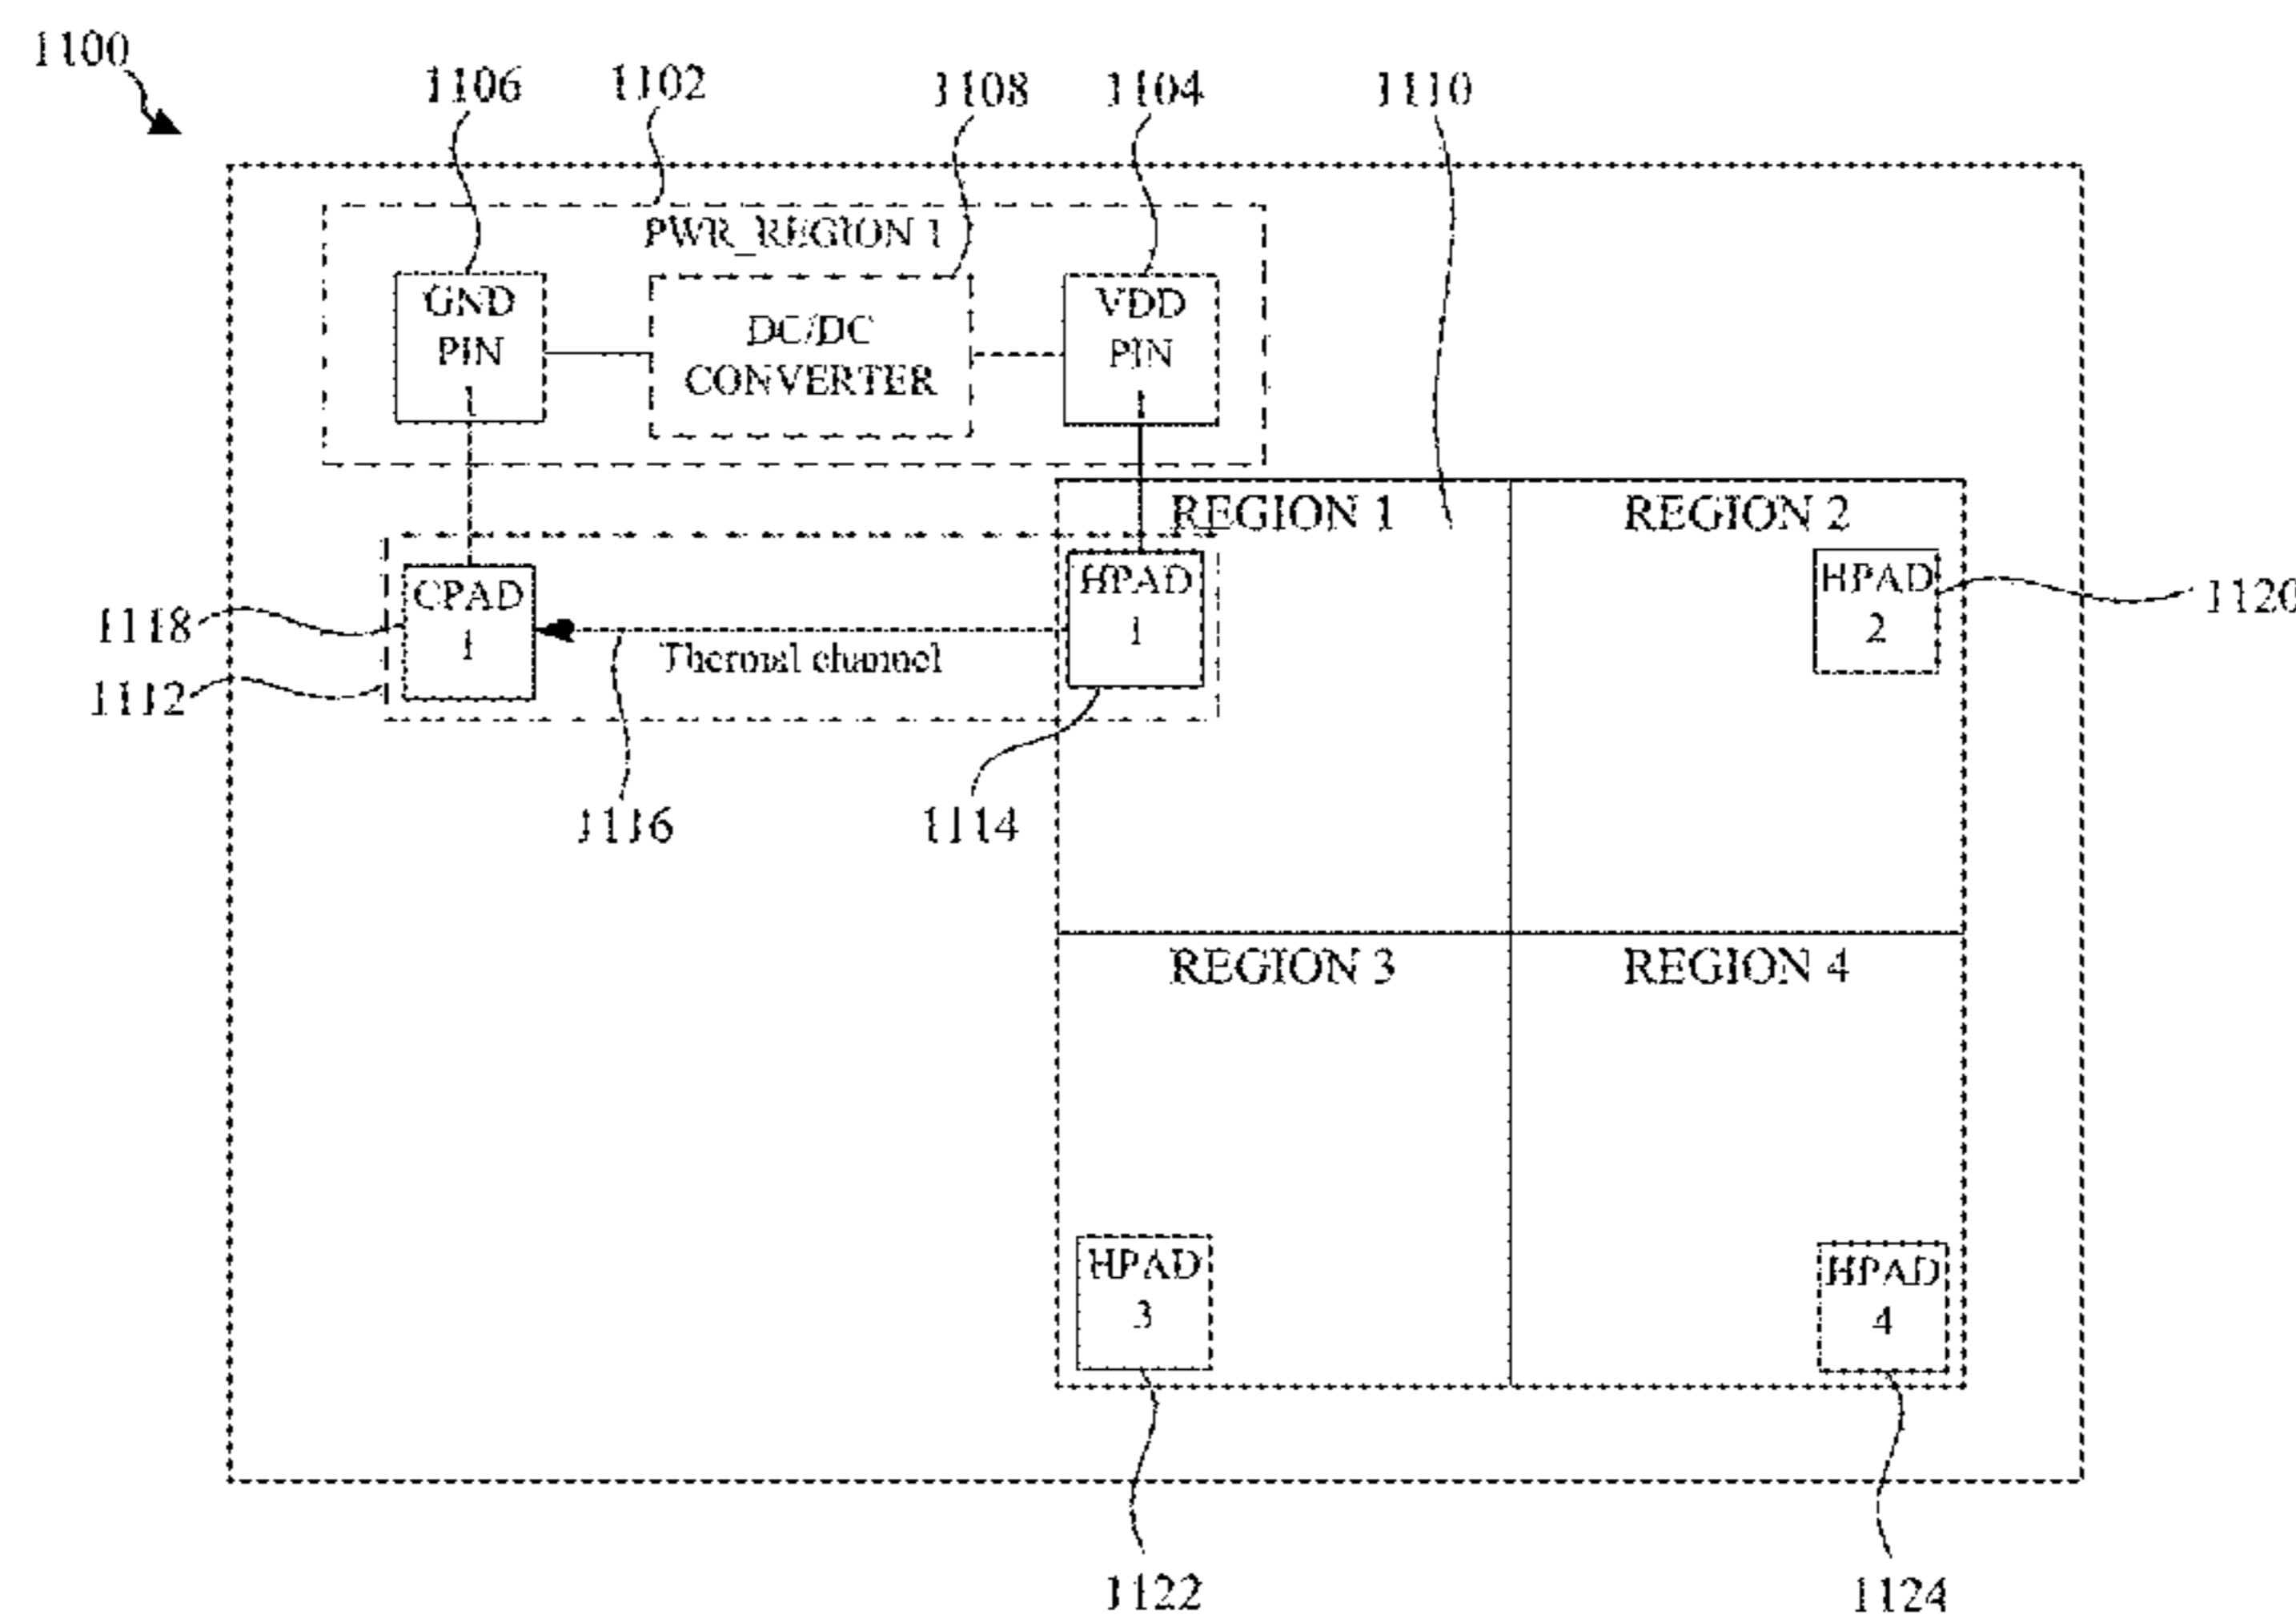 1100
1106
1102
1108
1104
1110
PWR_REGION 1
GND
PIN
1
DC/DC
CONVERTER
VDD
PIN
1
REGION 1
REGION 2
CPAD
1
HPAD
1
HPAD
2
1120
1118
Thermal channel
1112
1116
1114
REGION 3
REGION 4
HPAD
3
HPAD
4
1122
1124